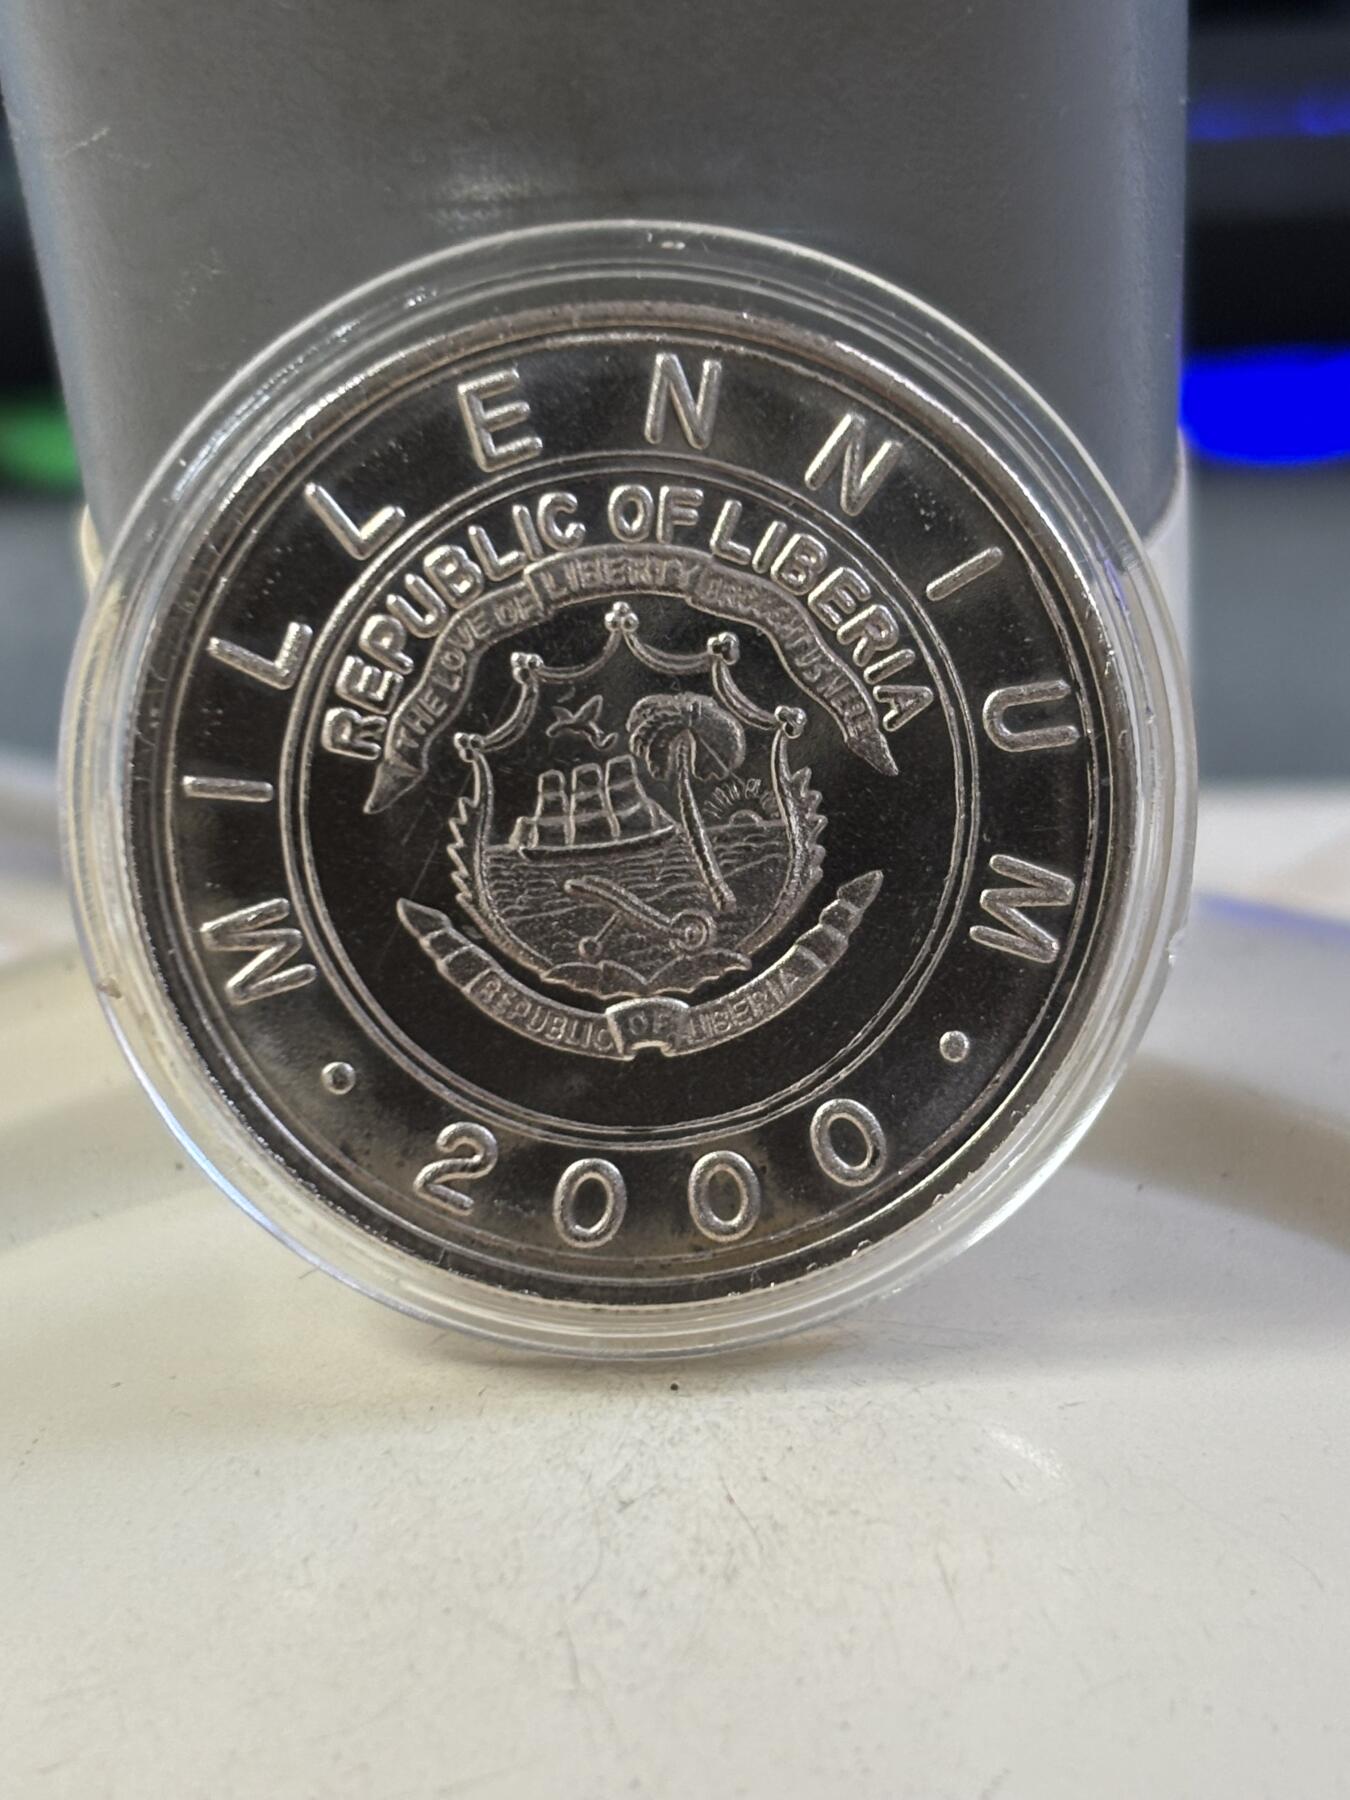 MILLENNIUM
REPUBLIC OF LIBERIA
THE LOVE OF LIBERTY BROUGHT US HERE
REPUBLIC OF LIBERIA
• 2000 •